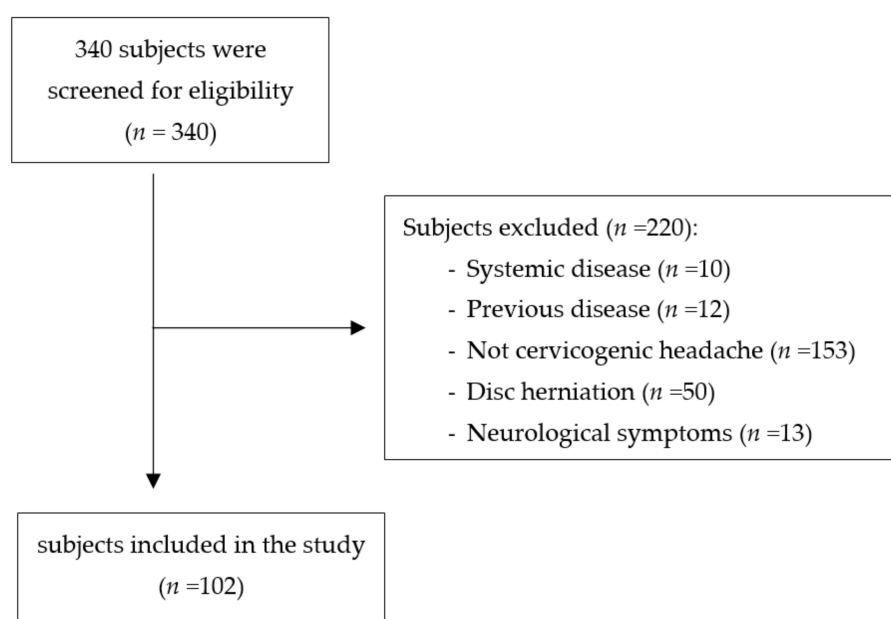 340 subjects were
screened for eligibility
(n = 340)
Subjects excluded (n =220):
- Systemic disease (n =10)
- Previous disease (n =12)
- Not cervicogenic headache (n =153)
- Disc herniation (n =50)
- Neurological symptoms (n =13)
subjects included in the study
(n =102)